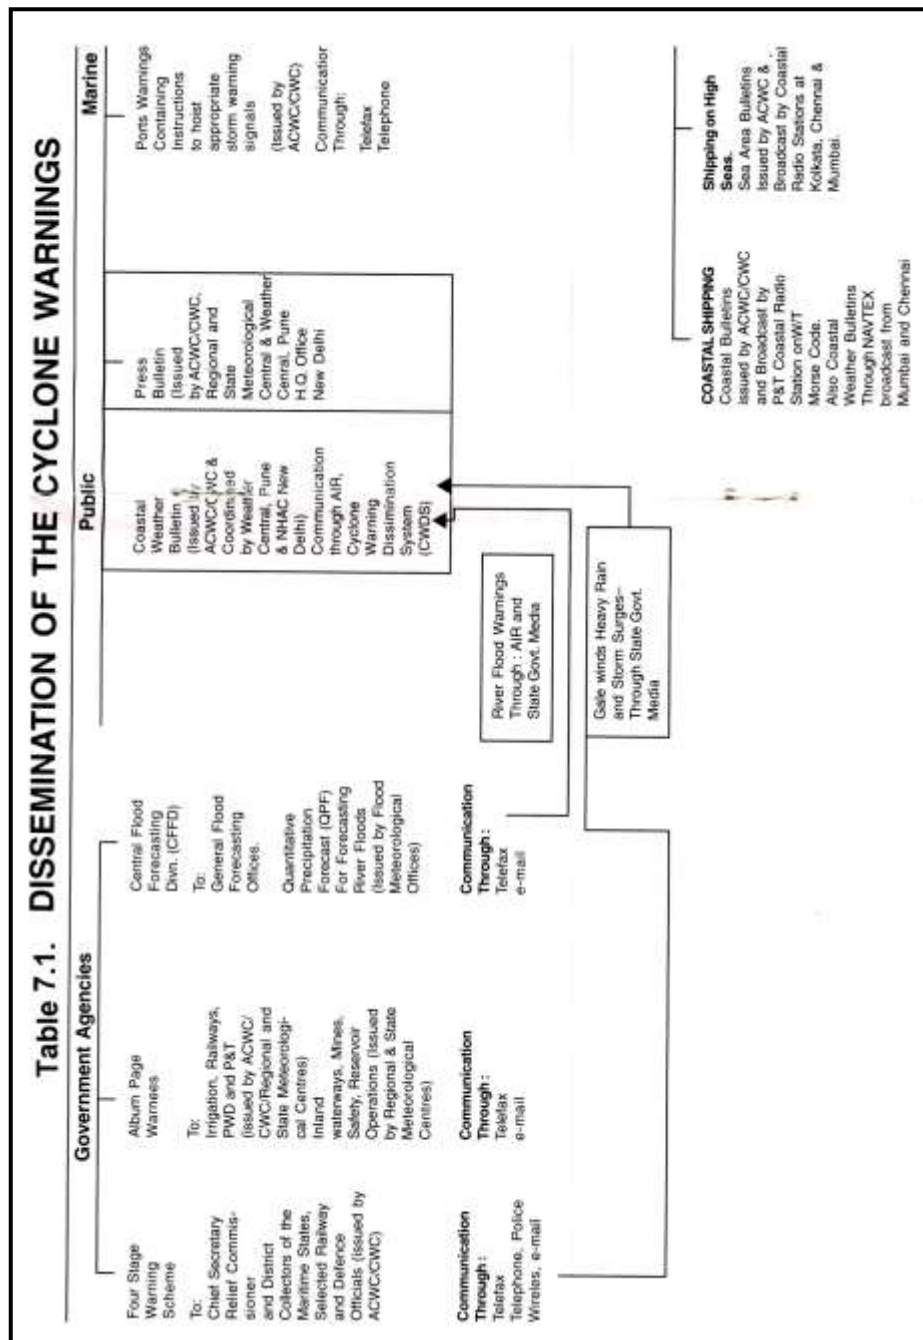 Table 7.1. DISSEMINATION OF THE CYCLONE WARNINGS
Government Agencies
Public
Marine
Four Stage
Warning
Scheme
To:
Chief Secretary
Relief Commis-
sioner
and District
Collectors of the
Maritime States,
Selected Railway
and Defence
Officials (issued by
ACWC/CWC)
Communication
Through :
Telefax
Telephone, Police
Wireles, e-mail
Album Page
Warnees
To:
Irrigation, Railways,
PWD and P&T
(issued by ACWC/
CWC/Regional and
State Meteorologi-
cal Centres)
Inland
waterways, Mines,
Safety, Reservoir
Operations (Issued
by Regional & State
Meteorological
Centres)
Communication
Through :
Telefax
e-mail
Central Flood
Forecasting
Divn. (CFFD)
To:
General Flood
Forecasting
Offices.
Quantitative
Precipitation
Forecast (QPF)
For Forecasting
River Floods
(Issued by Flood
Meteorological
Offices)
Communication
Through :
Telefax
e-mail
Coastal
Weather
Bulletin
(Issued by
ACWC/CWC &
Coordinated
by Weather
Central, Pune
& NHAC New
Delhi)
Communication
through AIR,
Cyclone
Warning
Dissimination
System
(CWDS)
Press
Bulletin
(Issued
by ACWC/CWC,
Regional and
State
Meteorological
Central & Weather
Central, Pune
H.Q. Office
New Delhi
Ports Warnings
Containing
Instructions
to hoist
appropriate
storm warning
signals
(Issued by
ACWC/CWC)
Communication
Through:
Telefax
Telephone
River Flood Warnings
Through : AIR and
State Govt. Media
Gale winds Heavy Rain
and Storm Surges–
Through State Govt.
Media
COASTAL SHIPPING
Coastal Bulletins
Issued by ACWC/CWC
and Broadcast by
P&T Coastal Radio
Station onW/T
Morse Code.
Also Coastal
Weather Bulletins
Through NAVTEX
broadcast from
Mumbai and Chennai
Shipping on High
Seas.
Sea Area Bulletins
Issued by ACWC &
Broadcast by Coastal
Radio Stations at
Kolkata, Chennai &
Mumbai.